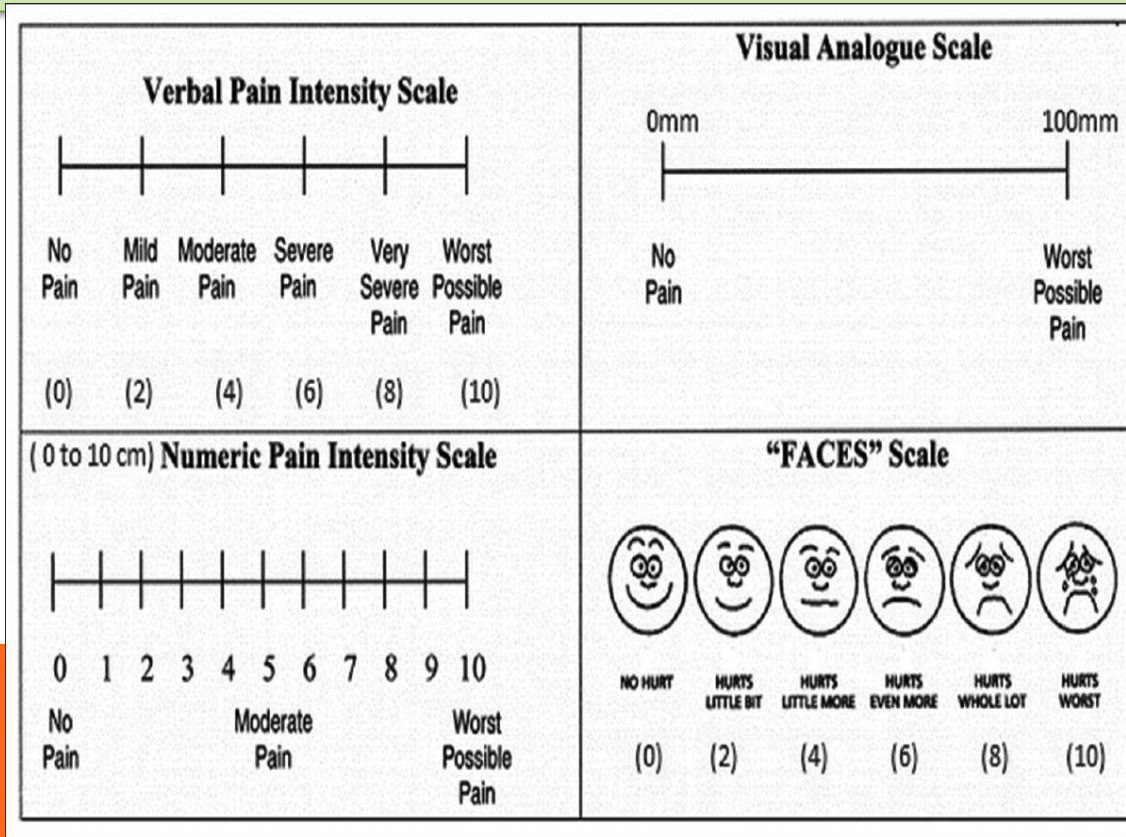 Verbal Pain Intensity Scale
No Mild Moderate Severe Very Worst
Pain Pain Pain Pain Severe Possible
Pain Pain
(0) (2) (4) (6) (8) (10)
Visual Analogue Scale
0mm 100mm
No Worst
Pain Possible
Pain
( 0 to 10 cm) Numeric Pain Intensity Scale
0 1 2 3 4 5 6 7 8 9 10
No Moderate Worst
Pain Pain Possible
Pain
“FACES” Scale
NO HURT HURTS HURTS HURTS HURTS HURTS
LITTLE BIT LITTLE MORE EVEN MORE WHOLE LOT WORST
(0) (2) (4) (6) (8) (10)